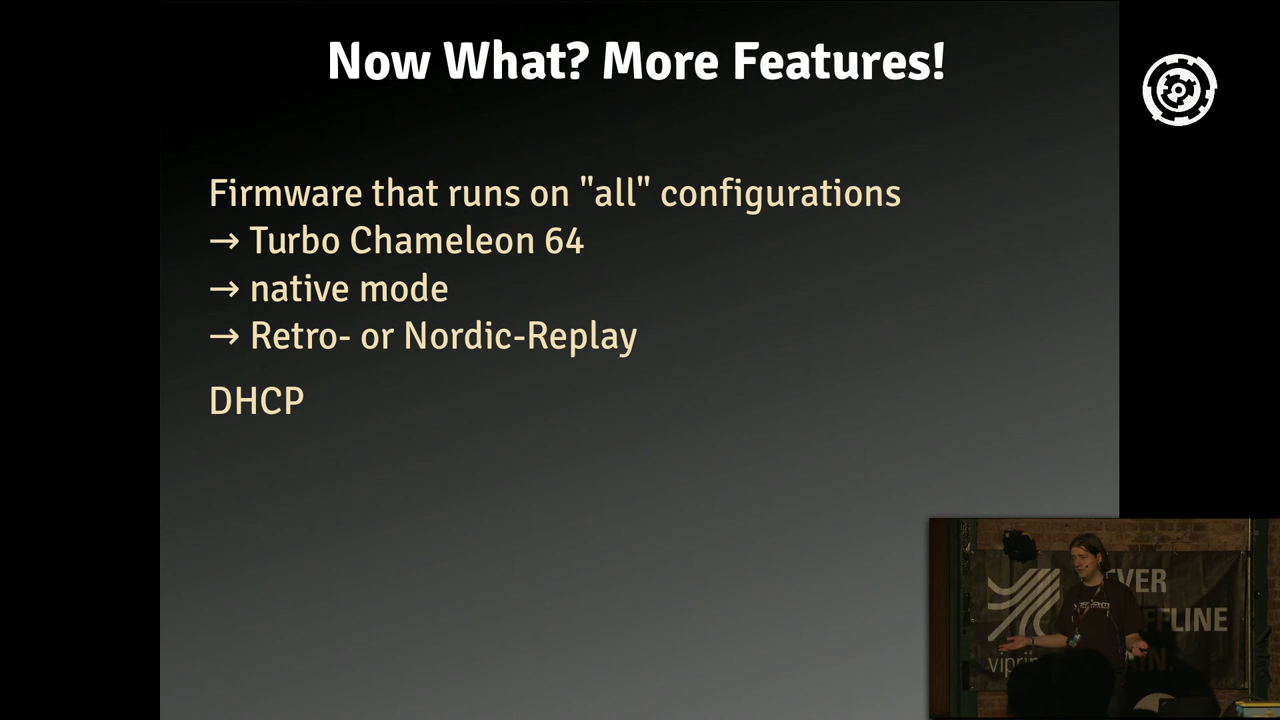 Now What? More Features!
Firmware that runs on "all" configurations
→ Turbo Chameleon 64
→ native mode
→ Retro- or Nordic-Replay
DHCP